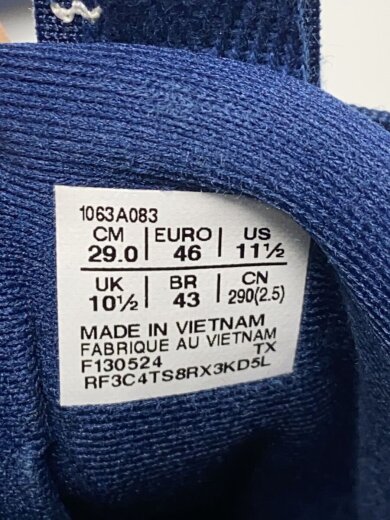 1063A083
CM | EURO | US
29.0 | 46 | 11½
UK | BR | CN
10½ | 43 | 290(2.5)
MADE IN VIETNAM
FABRIQUE AU VIETNAM
F130524 TX
RF3C4TS8RX3KD5L